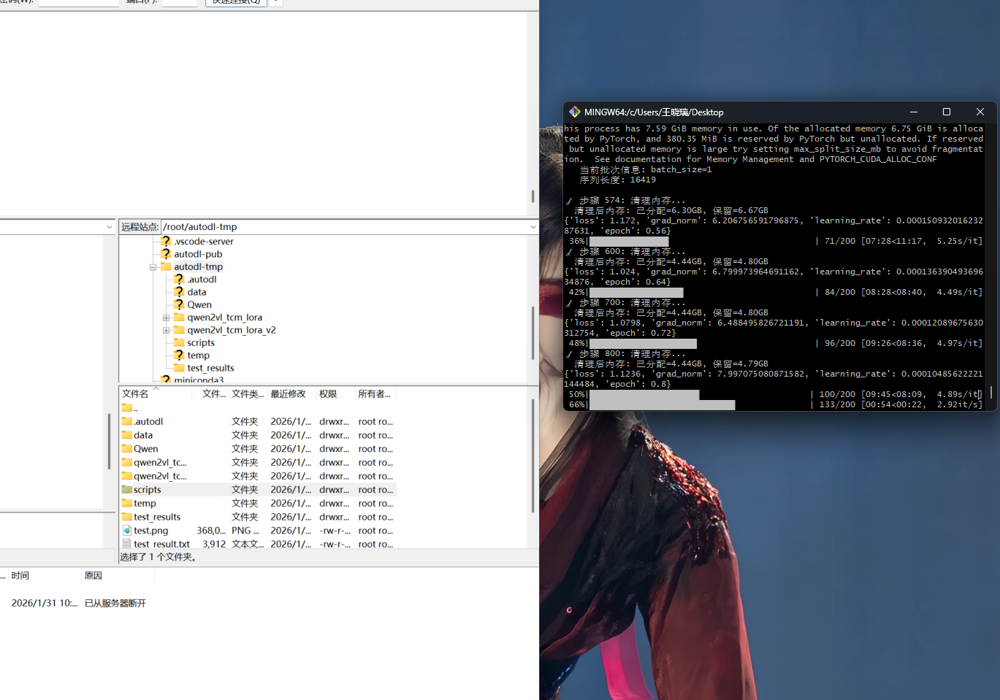 密码(W):
端口(P):
快速连接(Q)
远程站点: /root/autodl-tmp
.vscode-server
autodl-pub
autodl-tmp
.autodl
data
Qwen
qwen2vl_tcm_lora
qwen2vl_tcm_lora_v2
scripts
temp
test_results
miniconda3
文件名 文件... 文件类... 最近修改 权限 所有者...
..
.autodl 文件夹 2026/1/... drwxr... root ro...
data 文件夹 2026/1/... drwxr... root ro...
Qwen 文件夹 2026/1/... drwxr... root ro...
qwen2vl_tc... 文件夹 2026/1/... drwxr... root ro...
qwen2vl_tc... 文件夹 2026/1/... drwxr... root ro...
scripts 文件夹 2026/1/... drwxr... root ro...
temp 文件夹 2026/1/... drwxr... root ro...
test_results 文件夹 2026/1/... drwxr... root ro...
test.png 368,0... PNG ... 2026/1/... -rw-r-... root ro...
test_result.txt 3,912 文本文... 2026/1/... -rw-r-... root ro...
选择了 1 个文件夹。
... 时间 原因
2026/1/31 10:... 已从服务器断开
MINGW64:/c/Users/王晓瑞/Desktop
his process has 7.59 GiB memory in use. Of the allocated memory 6.75 GiB is alloca
ted by PyTorch, and 380.35 MiB is reserved by PyTorch but unallocated. If reserved
but unallocated memory is large try setting max_split_size_mb to avoid fragmentat
ion.  See documentation for Memory Management and PYTORCH_CUDA_ALLOC_CONF
当前批次信息: batch_size=1
序列长度: 16419
步骤 574: 清理内存...
清理后内存: 已分配=6.30GB, 保留=6.67GB
{'loss': 1.172, 'grad_norm': 6.206756591796875, 'learning_rate': 0.000150932016232
87631, 'epoch': 0.56}
36%| | 71/200 [07:28<11:17,  5.25s/it]
步骤 600: 清理内存...
清理后内存: 已分配=4.44GB, 保留=4.80GB
{'loss': 1.024, 'grad_norm': 6.799973964691162, 'learning_rate': 0.000136390493696
34876, 'epoch': 0.64}
42%| | 84/200 [08:28<08:40,  4.49s/it]
步骤 700: 清理内存...
清理后内存: 已分配=4.44GB, 保留=4.80GB
{'loss': 1.0798, 'grad_norm': 6.488495826721191, 'learning_rate': 0.00012089675630
312754, 'epoch': 0.72}
48%| | 96/200 [09:26<08:36,  4.97s/it]
步骤 800: 清理内存...
清理后内存: 已分配=4.44GB, 保留=4.79GB
{'loss': 1.1236, 'grad_norm': 7.997075080871582, 'learning_rate': 0.00010485622221
144484, 'epoch': 0.8}
50%| | 100/200 [09:45<08:09,  4.89s/it]
66%| | 133/200 [00:54<00:22,  2.92it/s]